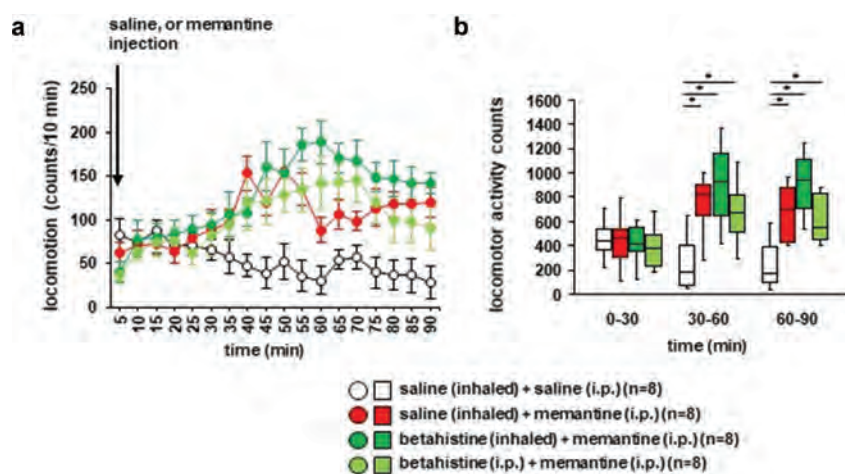 a
saline, or memantine
injection
locomotion (counts/10 min)
250
200
150
100
50
0
5
10
15
20
25
30
35
40
45
50
55
60
65
70
75
80
85
90
time (min)
b
* * *
* * *
locomotor activity counts
1600
1400
1200
1000
800
600
400
200
0
0-30
30-60
60-90
time (min)
saline (inhaled) + saline (i.p.) (n=8)
saline (inhaled) + memantine (i.p.) (n=8)
betahistine (inhaled) + memantine (i.p.) (n=8)
betahistine (i.p.) + memantine (i.p.) (n=8)